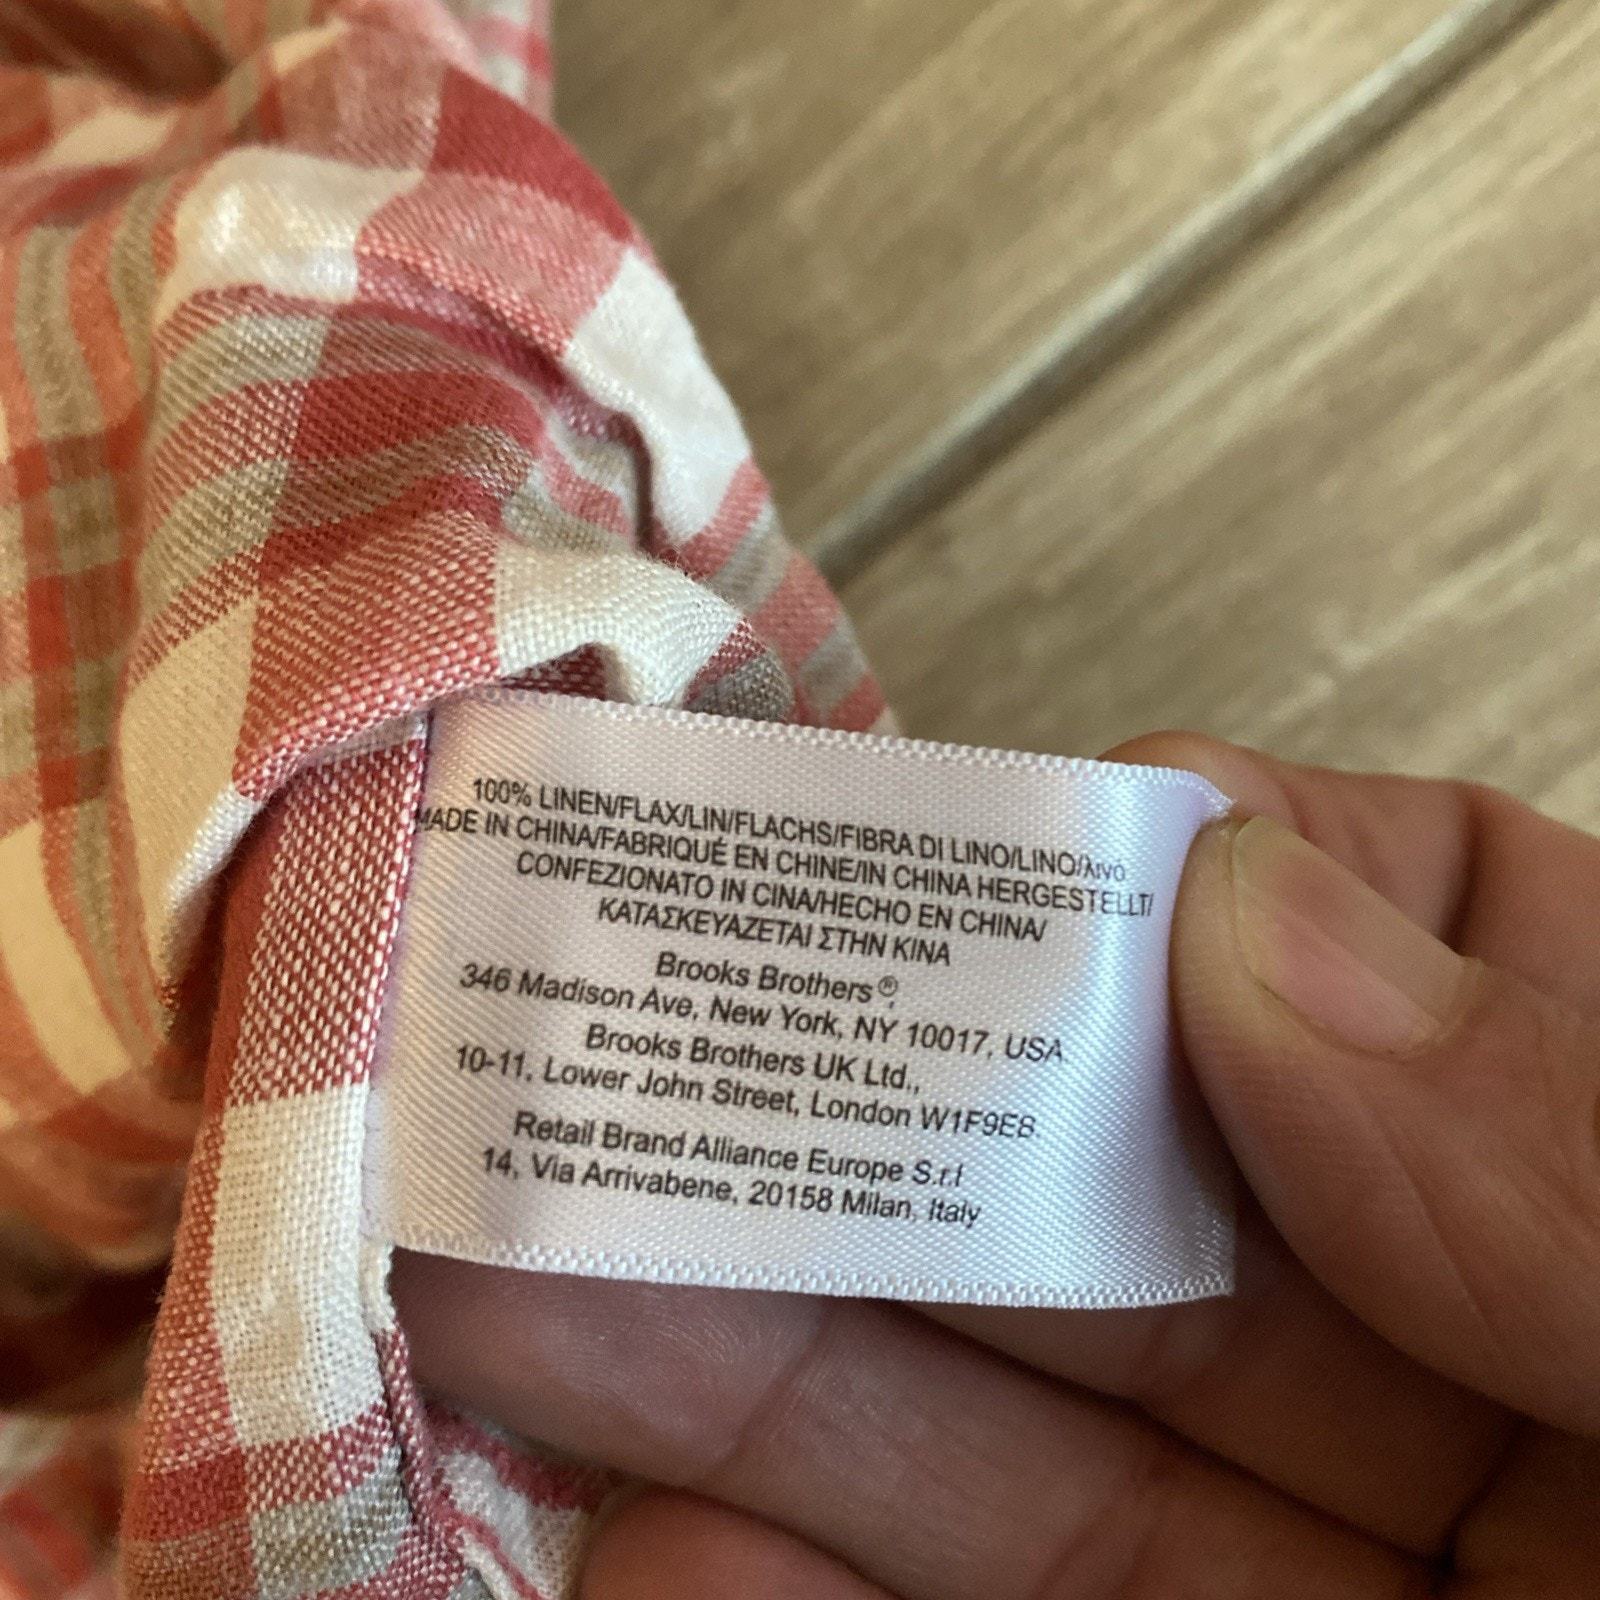 100% LINEN/FLAX/LIN/FLACHS/FIBRA DI LINO/LINO/λινό
MADE IN CHINA/FABRIQUÉ EN CHINE/IN CHINA HERGESTELLT/
CONFEZIONATO IN CINA/HECHO EN CHINA/
ΚΑΤΑΣΚΕΥΑΖΕΤΑΙ ΣΤΗΝ ΚΙΝΑ
Brooks Brothers®,
346 Madison Ave, New York, NY 10017, USA.
Brooks Brothers UK Ltd.,
10-11, Lower John Street, London W1F9EB.
Retail Brand Alliance Europe S.r.l
14, Via Arrivabene, 20158 Milan, Italy